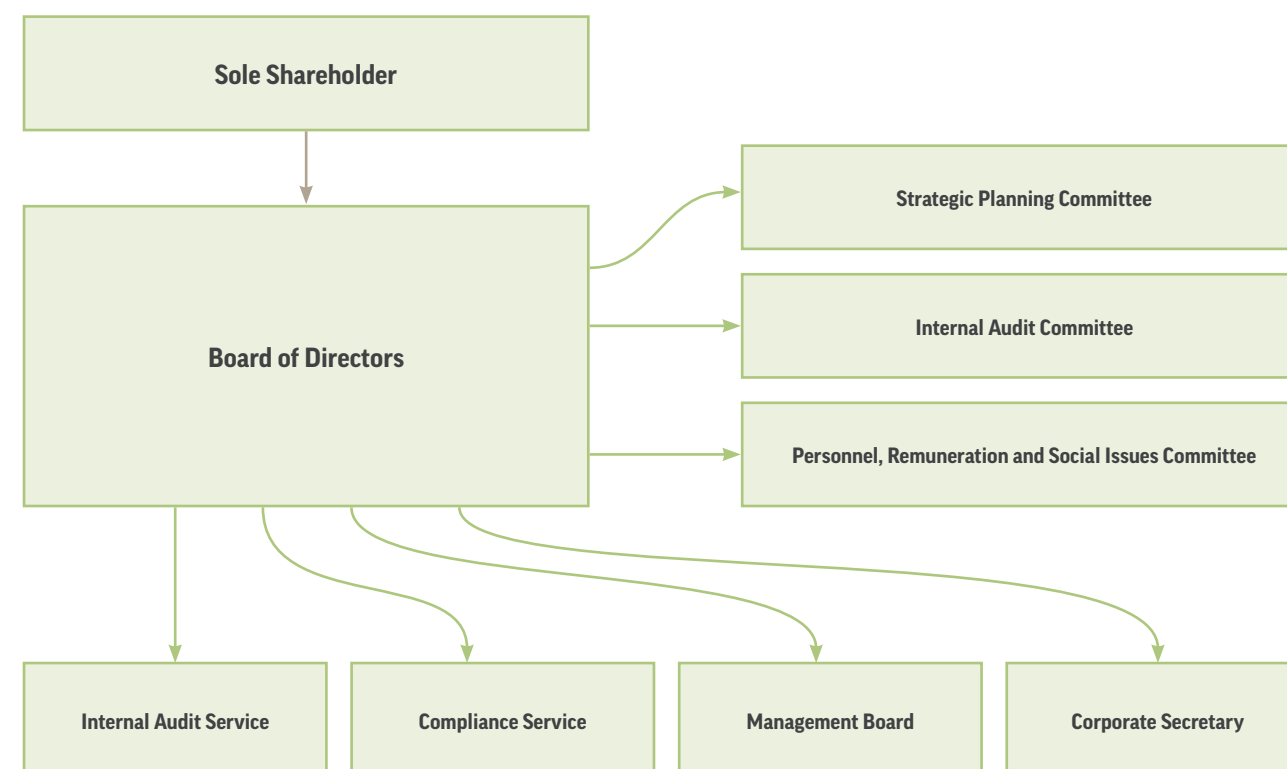 Sole Shareholder
Strategic Planning Committee
Internal Audit Committee
Board of Directors
Personnel, Remuneration and Social Issues Committee
Internal Audit Service
Compliance Service
Management Board
Corporate Secretary